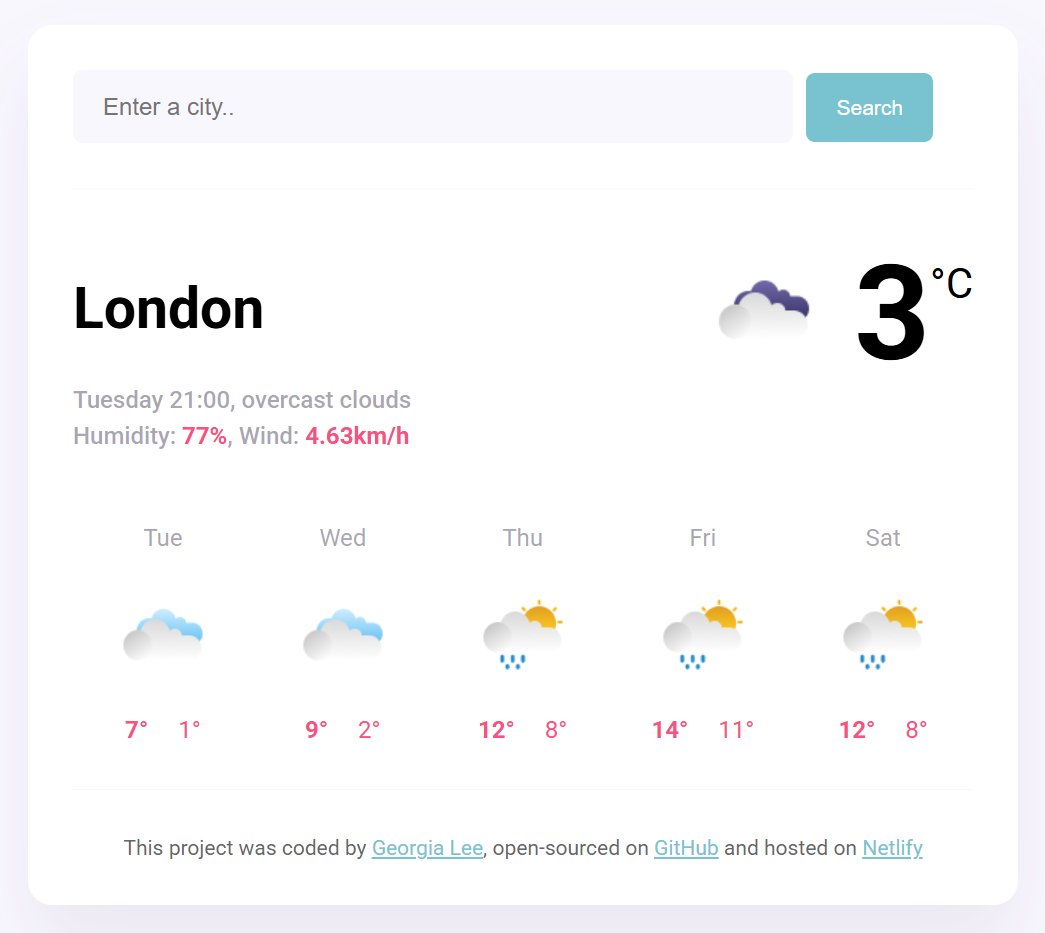 Enter a city..
Search
London
3 °C
Tuesday 21:00, overcast clouds
Humidity: 77%, Wind: 4.63km/h
Tue Wed Thu Fri Sat
7° 1° 9° 2° 12° 8° 14° 11° 12° 8°
This project was coded by Georgia Lee, open-sourced on GitHub and hosted on Netlify